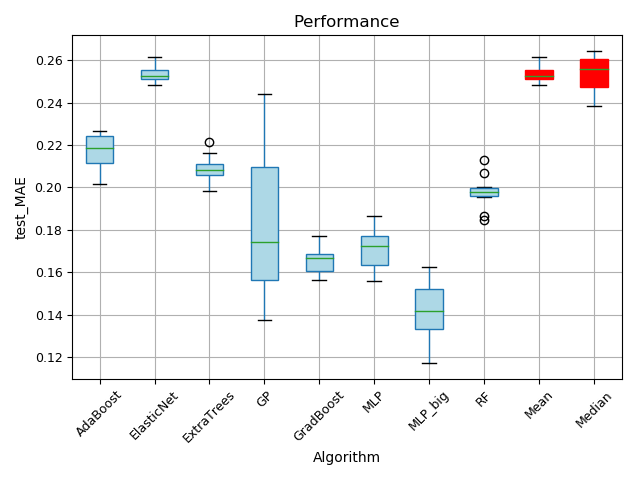 Performance
test_MAE
0.26
0.24
0.22
0.20
0.18
0.16
0.14
0.12
AdaBoost
ElasticNet
ExtraTrees
GP
GradBoost
MLP
MLP_big
RF
Mean
Median
Algorithm